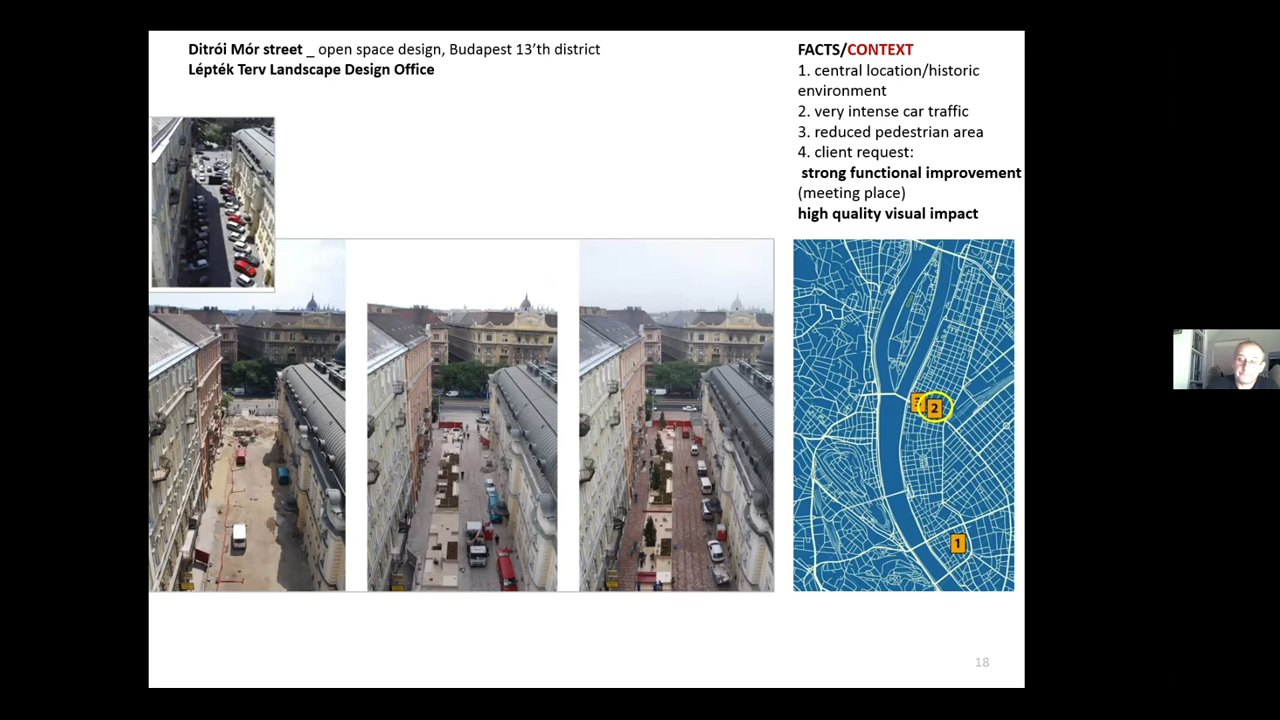 Ditrói Mór street _ open space design, Budapest 13'th district
Lépték Terv Landscape Design Office
FACTS/CONTEXT
1. central location/historic
environment
2. very intense car traffic
3. reduced pedestrian area
4. client request:
strong functional improvement
(meeting place)
high quality visual impact
3
2
1
18